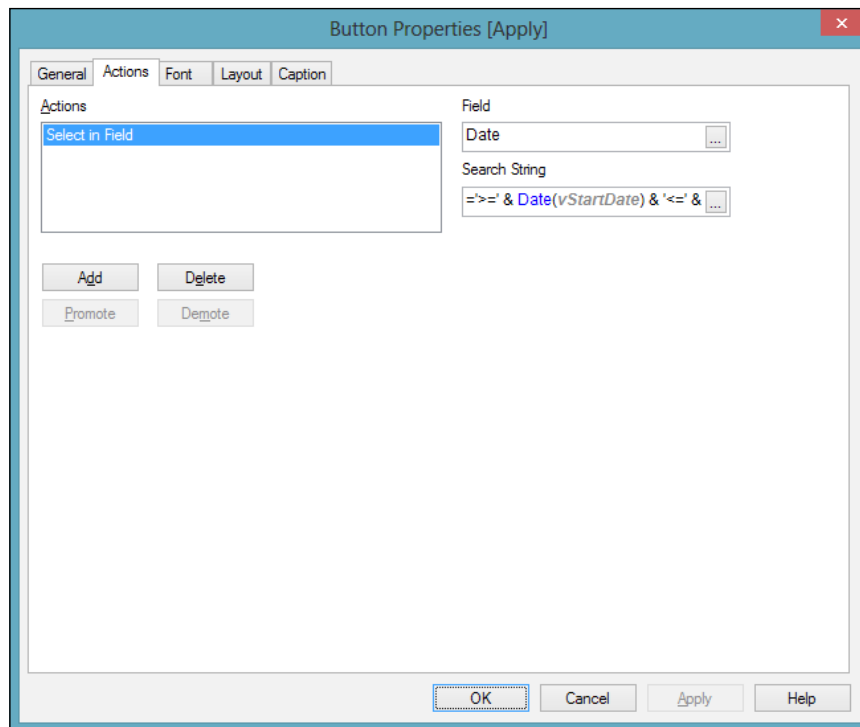 Button Properties [Apply]
×
General Actions Font Layout Caption
Actions
Select in Field
Field
Date
...
Search String
='>=' & Date(vStartDate) & '<=' &
...
Add Delete
Promote Demote
OK Cancel Apply Help